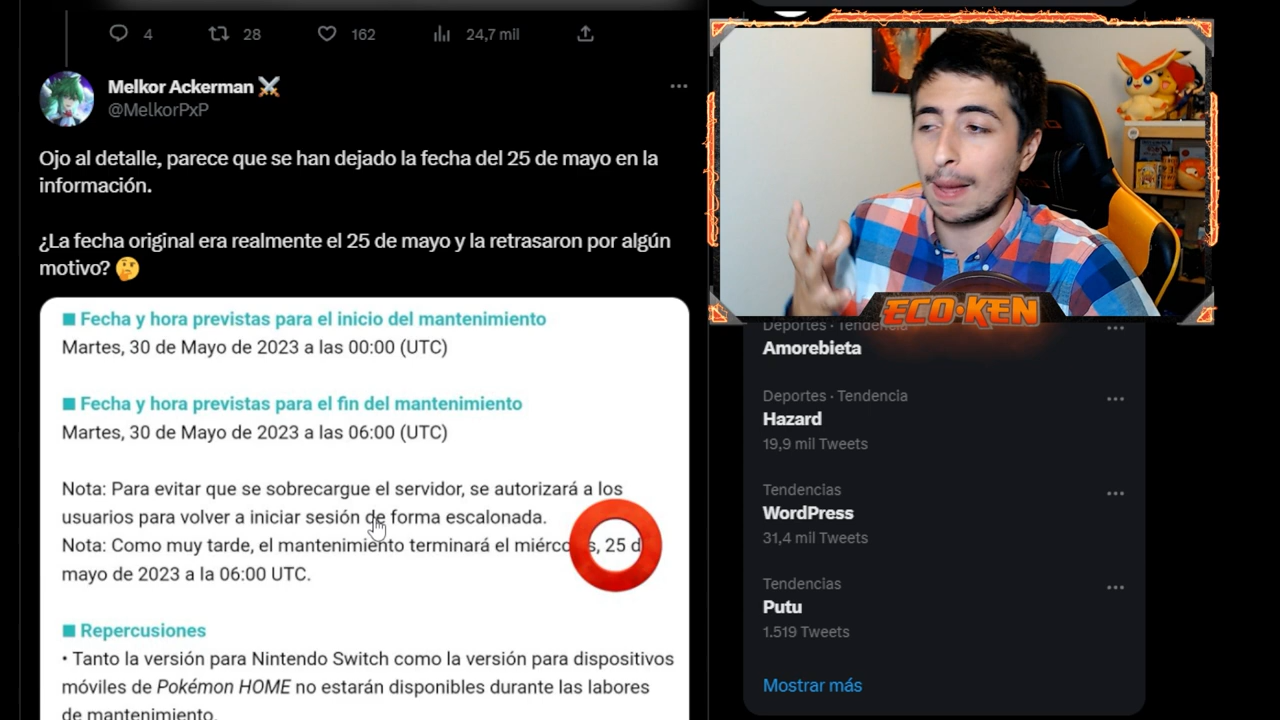 4
28
162
24,7 mil
Melkor Ackerman
@MelkorPxP
Ojo al detalle, parece que se han dejado la fecha del 25 de mayo en la
información.
¿La fecha original era realmente el 25 de mayo y la retrasaron por algún
motivo? 🤔
■ Fecha y hora previstas para el inicio del mantenimiento
Martes, 30 de Mayo de 2023 a las 00:00 (UTC)
■ Fecha y hora previstas para el fin del mantenimiento
Martes, 30 de Mayo de 2023 a las 06:00 (UTC)
Nota: Para evitar que se sobrecargue el servidor, se autorizará a los
usuarios para volver a iniciar sesión de forma escalonada.
Nota: Como muy tarde, el mantenimiento terminará el 25
mayo de 2023 a la 06:00 UTC.
■ Repercusiones
• Tanto la versión para Nintendo Switch como la versión para dispositivos
móviles de Pokémon HOME no estarán disponibles durante las labores
de mantenimiento.
ECO·KEN
Deportes · Tendencia
Amorebieta
Deportes · Tendencia
Hazard
19,9 mil Tweets
Tendencias
WordPress
31,4 mil Tweets
Tendencias
Putu
1.519 Tweets
Mostrar más